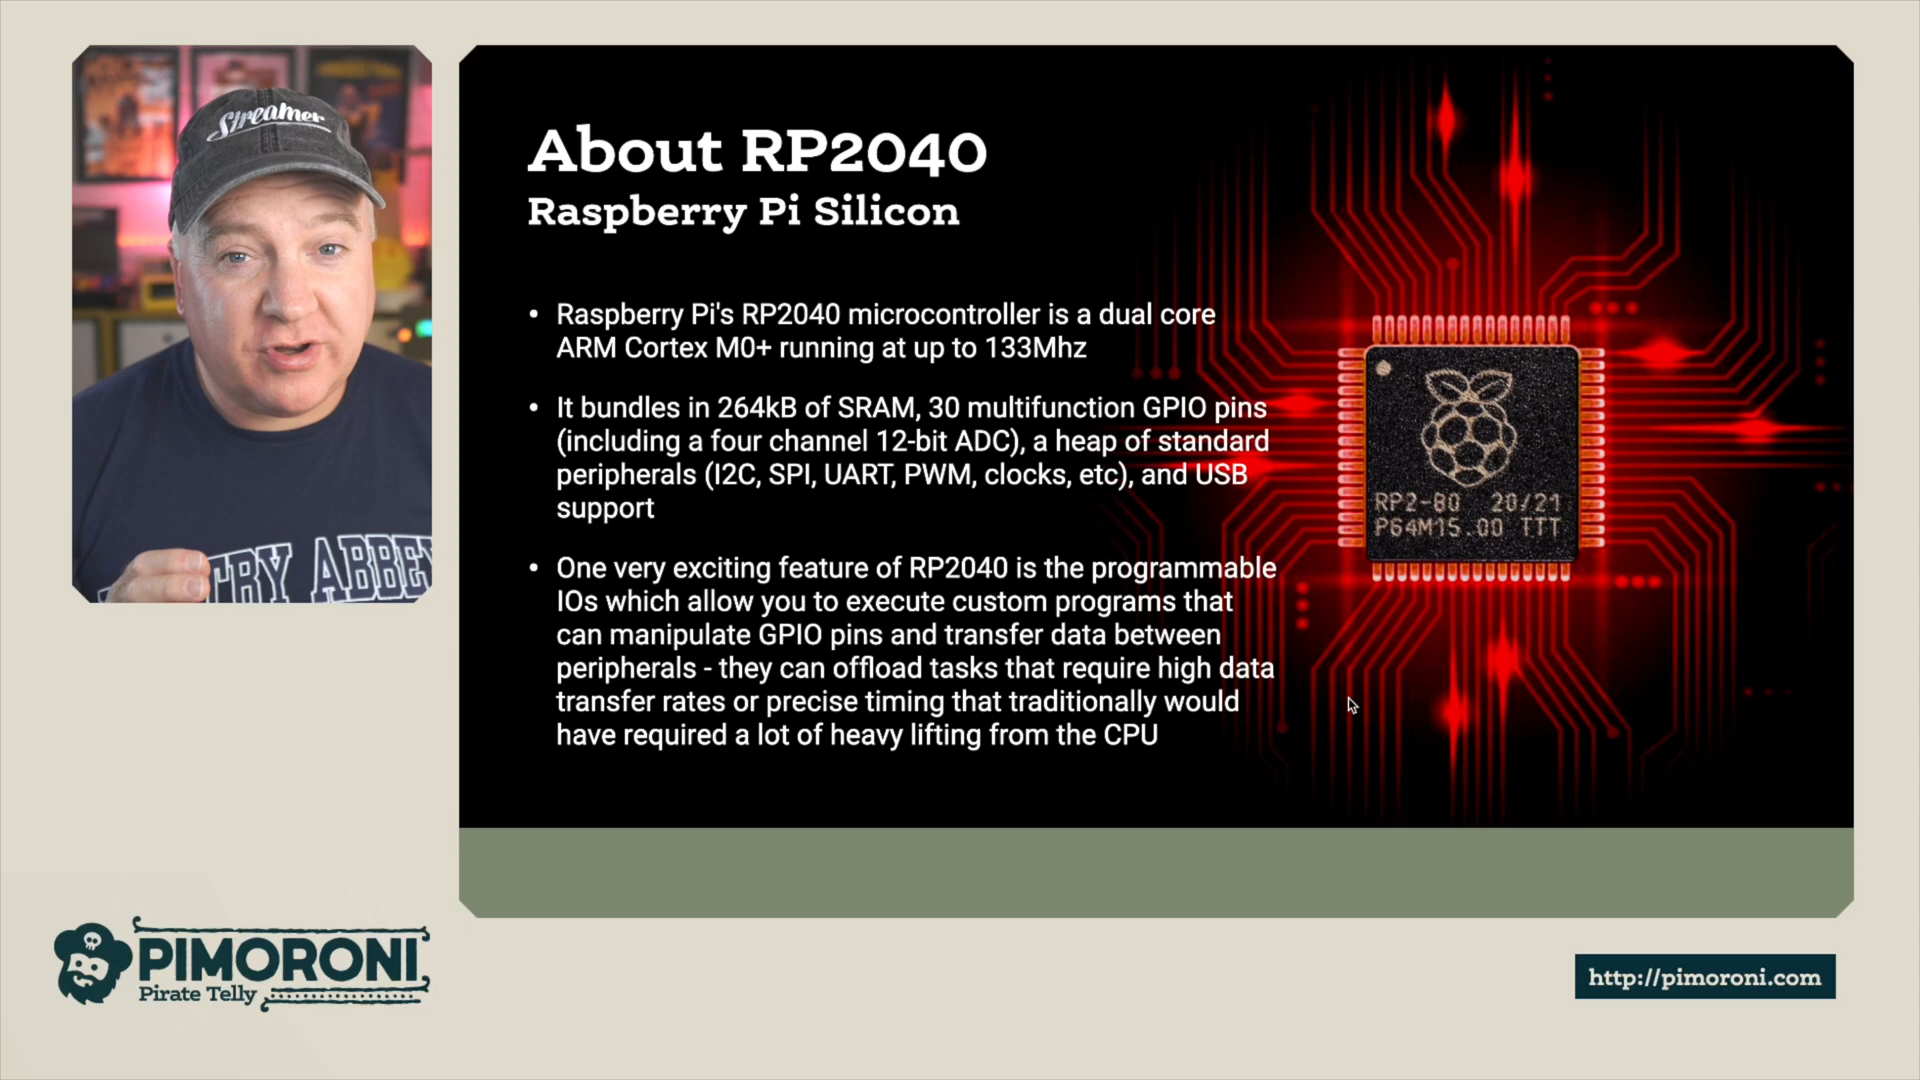 Streamer
TRY ABBE
About RP2040
Raspberry Pi Silicon
• Raspberry Pi's RP2040 microcontroller is a dual core
ARM Cortex M0+ running at up to 133Mhz
• It bundles in 264kB of SRAM, 30 multifunction GPIO pins
(including a four channel 12-bit ADC), a heap of standard
peripherals (I2C, SPI, UART, PWM, clocks, etc), and USB
support
• One very exciting feature of RP2040 is the programmable
IOs which allow you to execute custom programs that
can manipulate GPIO pins and transfer data between
peripherals - they can offload tasks that require high data
transfer rates or precise timing that traditionally would
have required a lot of heavy lifting from the CPU
RP2-B0 20/21
P64M15.00 TTT
PIMORONI
Pirate Telly
http://pimoroni.com